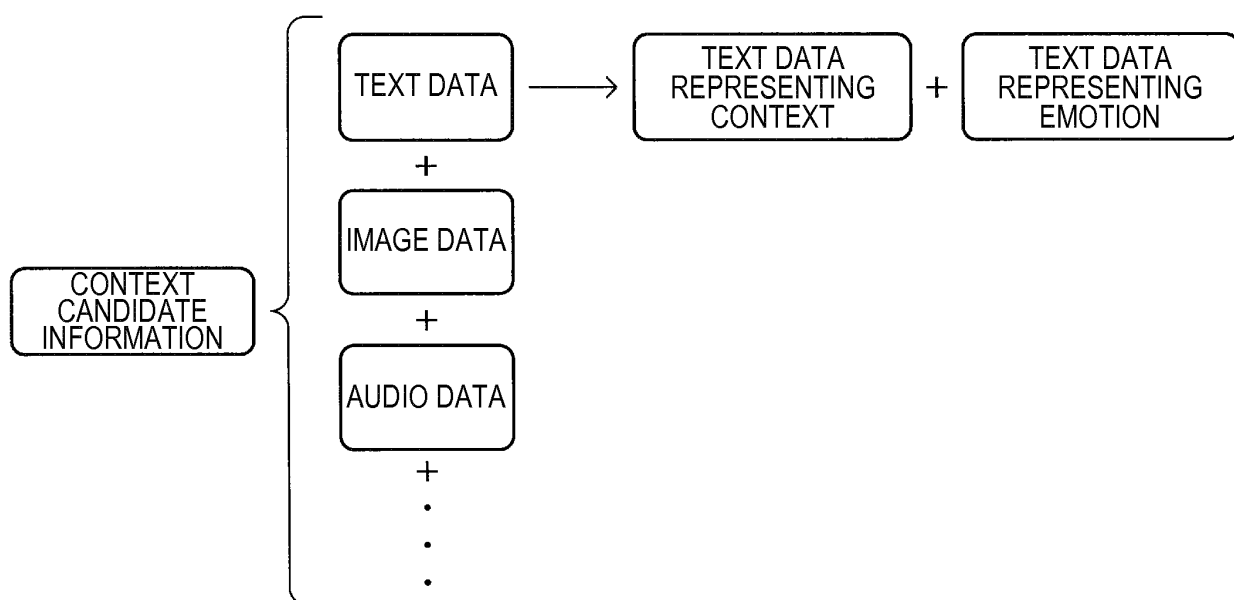 CONTEXT
CANDIDATE
INFORMATION
TEXT DATA
+
IMAGE DATA
+
AUDIO DATA
+
.
.
.
TEXT DATA
REPRESENTING
CONTEXT
+
TEXT DATA
REPRESENTING
EMOTION